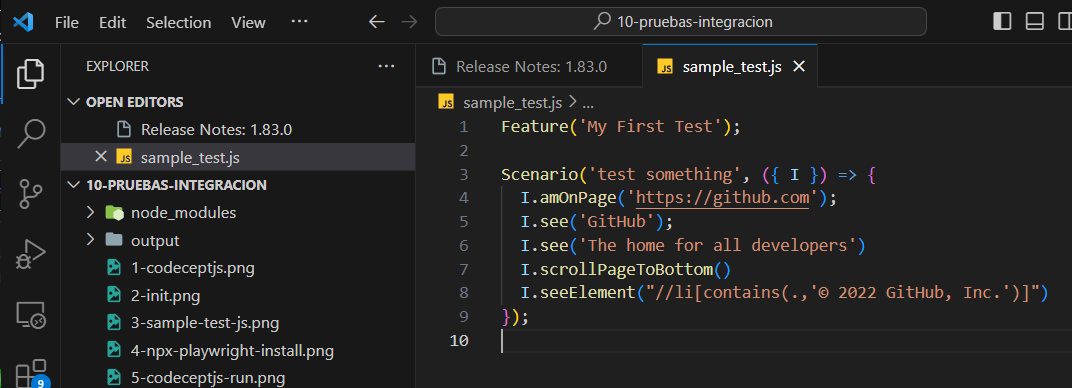 File Edit Selection View ··· 10-pruebas-integracion
EXPLORER ···
OPEN EDITORS
Release Notes: 1.83.0
JS sample_test.js
10-PRUEBAS-INTEGRACION
node_modules
output
1-codeceptjs.png
2-init.png
3-sample-test-js.png
4-npx-playwright-install.png
5-codeceptjs-run.png
9
Release Notes: 1.83.0 JS sample_test.js
JS sample_test.js > ...
1 Feature('My First Test');
2
3 Scenario('test something', ({ I }) => {
4 I.amOnPage('https://github.com');
5 I.see('GitHub');
6 I.see('The home for all developers')
7 I.scrollPageToBottom()
8 I.seeElement("//li[contains(.,'© 2022 GitHub, Inc.')]")
9 });
10